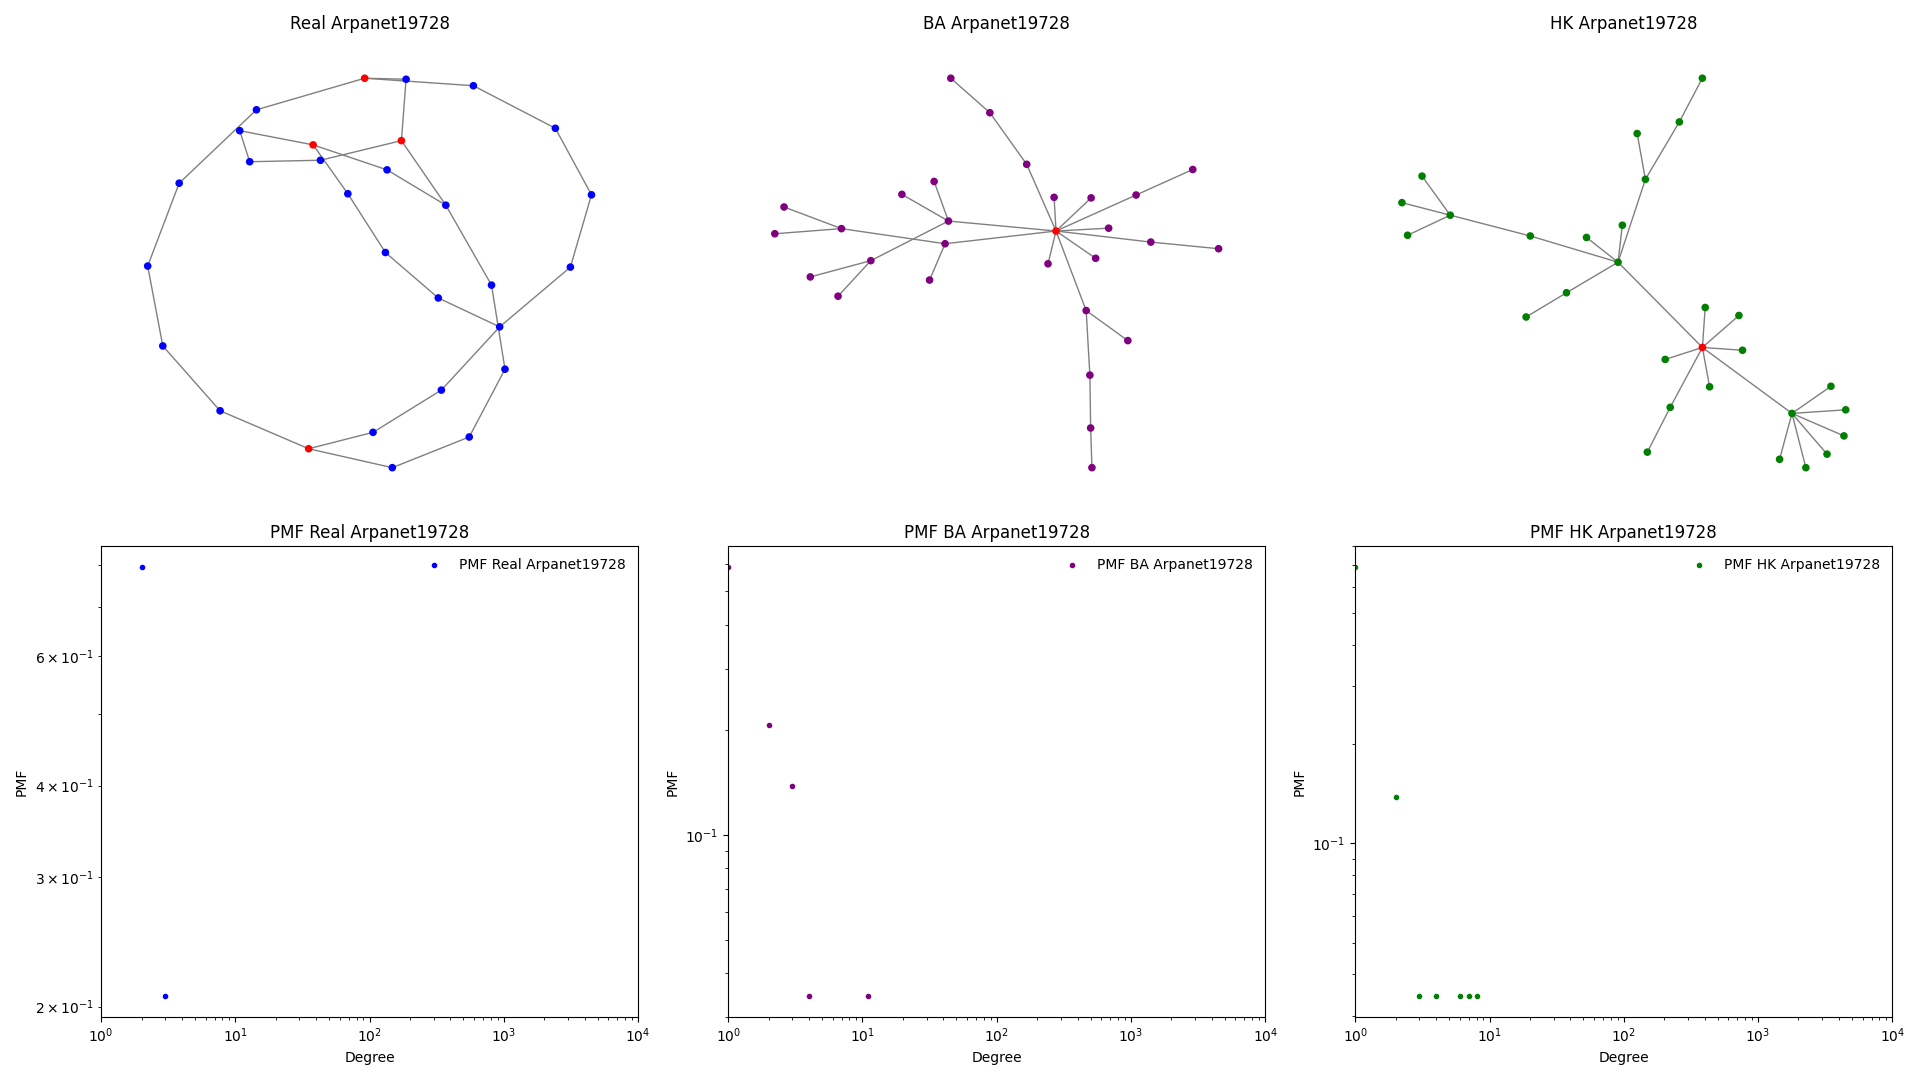 Real Arpanet19728
BA Arpanet19728
HK Arpanet19728
PMF Real Arpanet19728
PMF Real Arpanet19728
6 × 10⁻¹
4 × 10⁻¹
3 × 10⁻¹
2 × 10⁻¹
PMF
10⁰ 10¹ 10² 10³ 10⁴
Degree
PMF BA Arpanet19728
PMF BA Arpanet19728
10⁻¹
PMF
10⁰ 10¹ 10² 10³ 10⁴
Degree
PMF HK Arpanet19728
PMF HK Arpanet19728
10⁻¹
PMF
10⁰ 10¹ 10² 10³ 10⁴
Degree